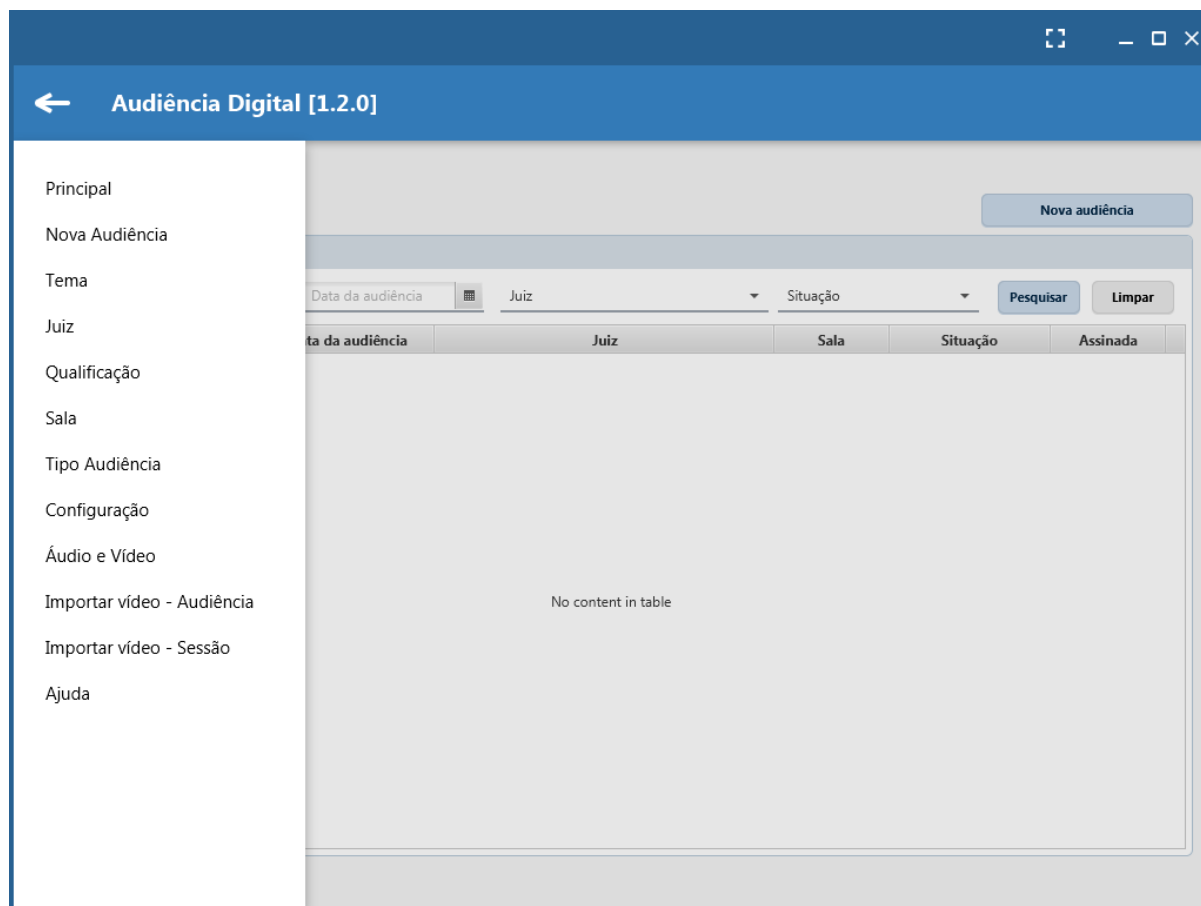 Audiência Digital [1.2.0]
Principal
Nova Audiência
Tema
Juiz
Qualificação
Sala
Tipo Audiência
Configuração
Áudio e Vídeo
Importar vídeo - Audiência
Importar vídeo - Sessão
Ajuda
Nova audiência
Data da audiência Juiz Situação Pesquisar Limpar
ta da audiência Juiz Sala Situação Assinada
No content in table